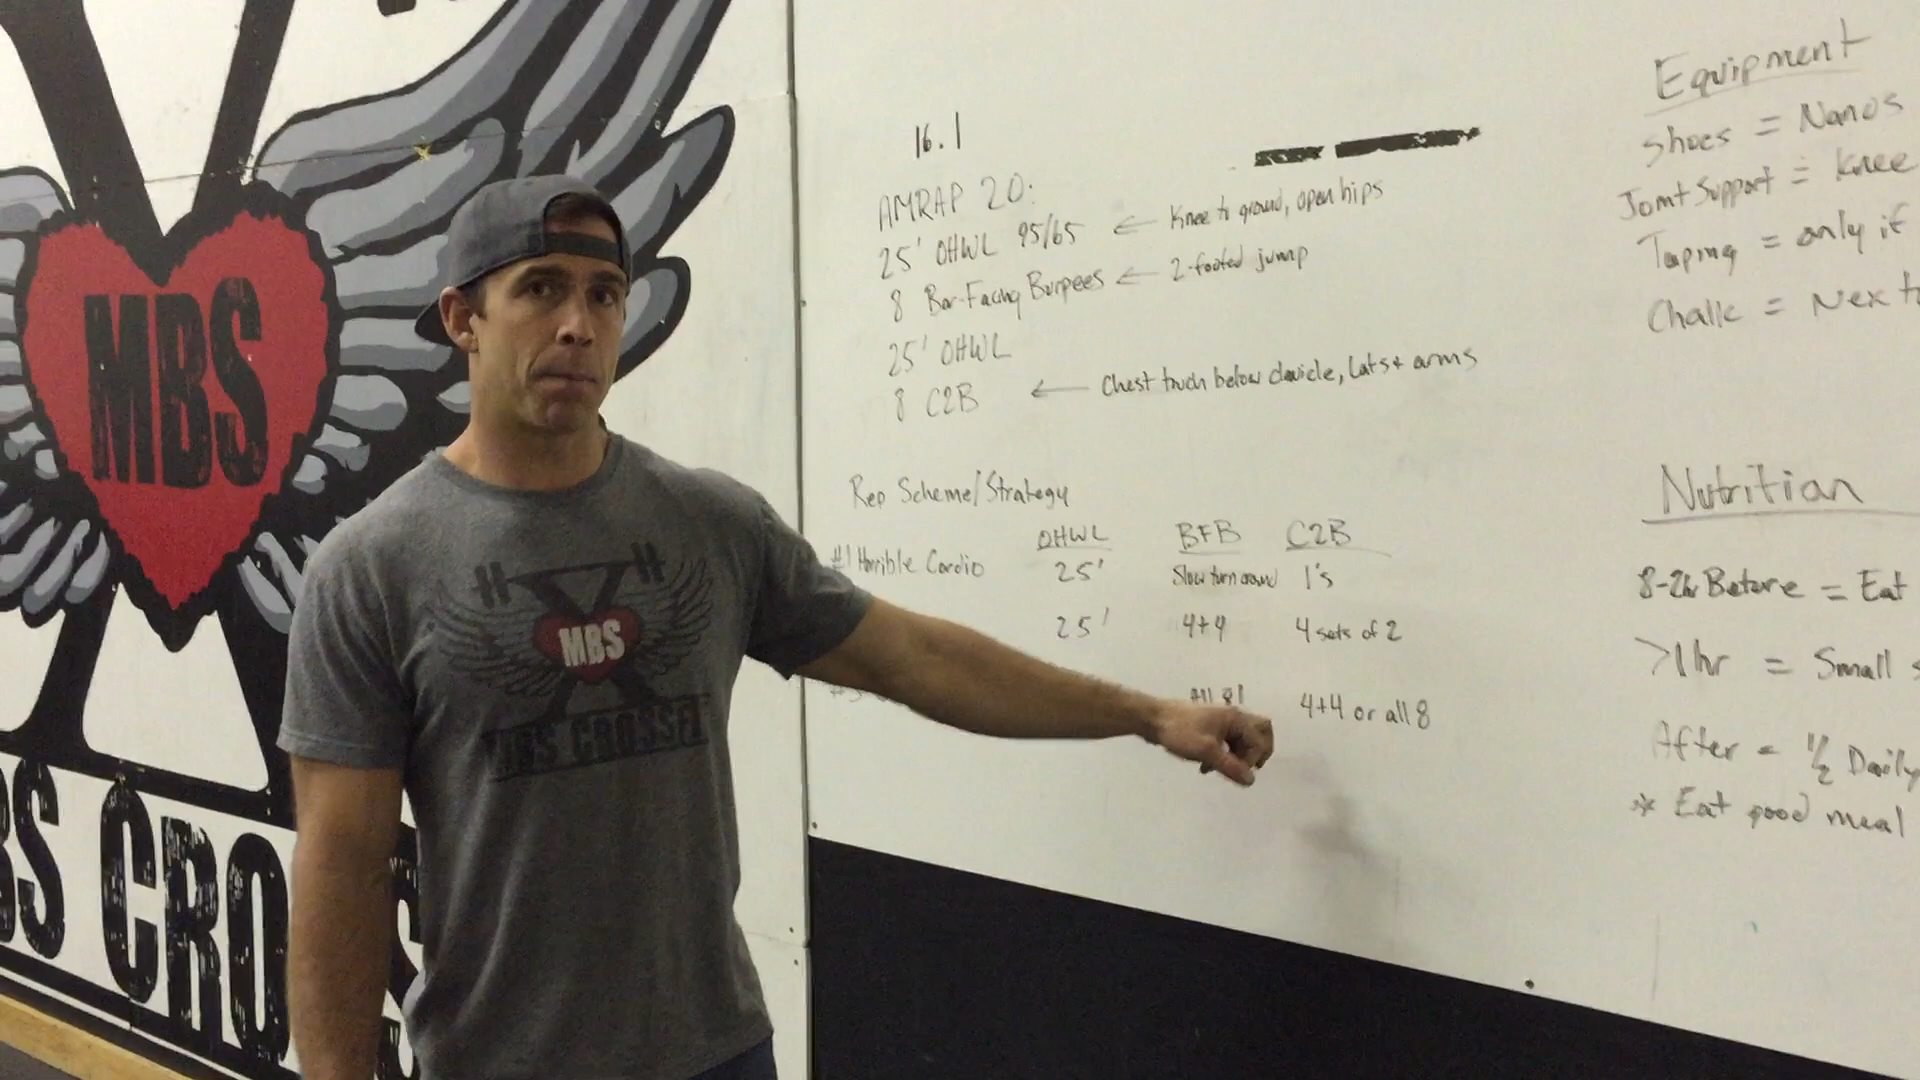 MBS
BS CROSS
MBS
MBS CROSSFIT
16.1
AMRAP 20:
25' OHWL 95/65 ← Knee to ground, open hips
8 Bar-Facing Burpees ← 2-footed jump
25' OHWL
8 C2B ← Chest touch below clavicle, Lats + arms
Rep Scheme/Strategy
OHWL BFB C2B
#1 Horrible Cardio 25' Slow turn around 1's
25' 4+4 4 sets of 2
All 8! 4+4 or all 8
Equipment
Shoes = Nanos
Joint Support = Knee
Taping = only if
Chalk = Next
Nutrition
8-2hr Before = Eat
>1hr = Small
After = 1/2 Daily
* Eat good meal